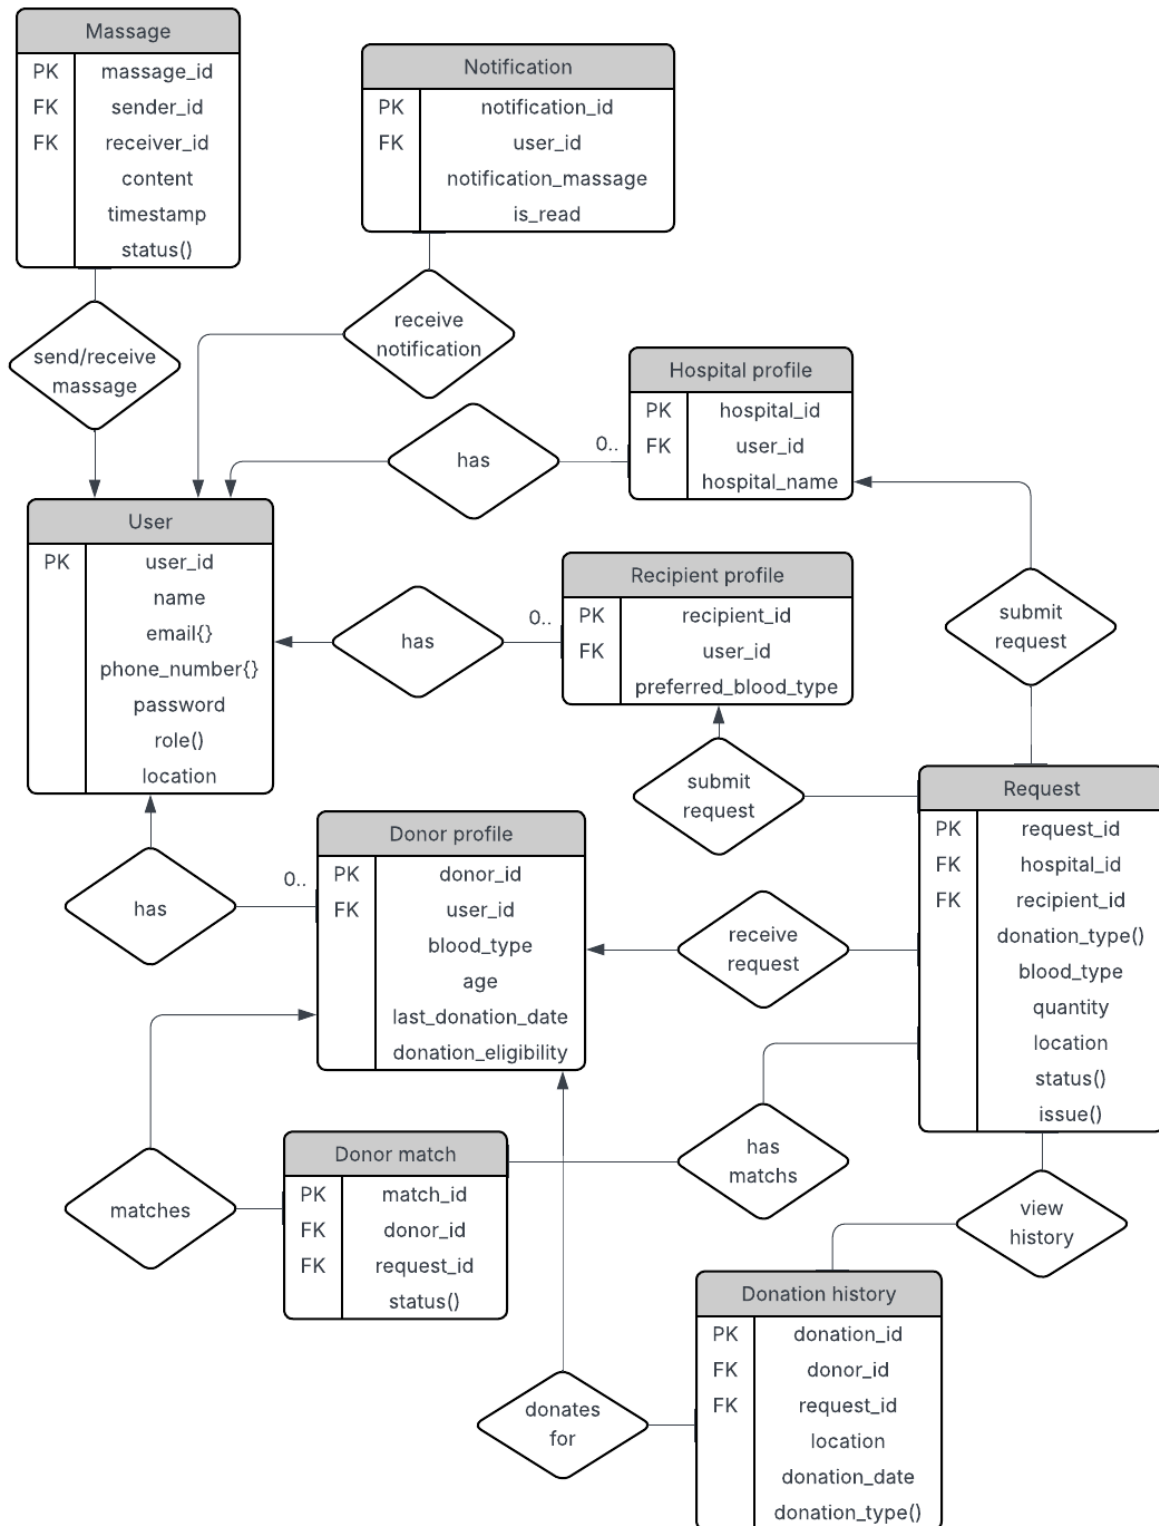 Massage
PK massage_id
FK sender_id
FK receiver_id
content
timestamp
status()
Notification
PK notification_id
FK user_id
notification_massage
is_read
send/receive
massage
receive
notification
Hospital profile
PK hospital_id
FK user_id
hospital_name
has
0..
User
PK user_id
name
email{}
phone_number{}
password
role()
location
Recipient profile
PK recipient_id
FK user_id
preferred_blood_type
has
0..
submit
request
submit
request
Request
PK request_id
FK hospital_id
FK recipient_id
donation_type()
blood_type
quantity
location
status()
issue()
Donor profile
PK donor_id
FK user_id
blood_type
age
last_donation_date
donation_eligibility
has
0..
receive
request
matches
Donor match
PK match_id
FK donor_id
FK request_id
status()
has
matchs
view
history
donates
for
Donation history
PK donation_id
FK donor_id
FK request_id
location
donation_date
donation_type()